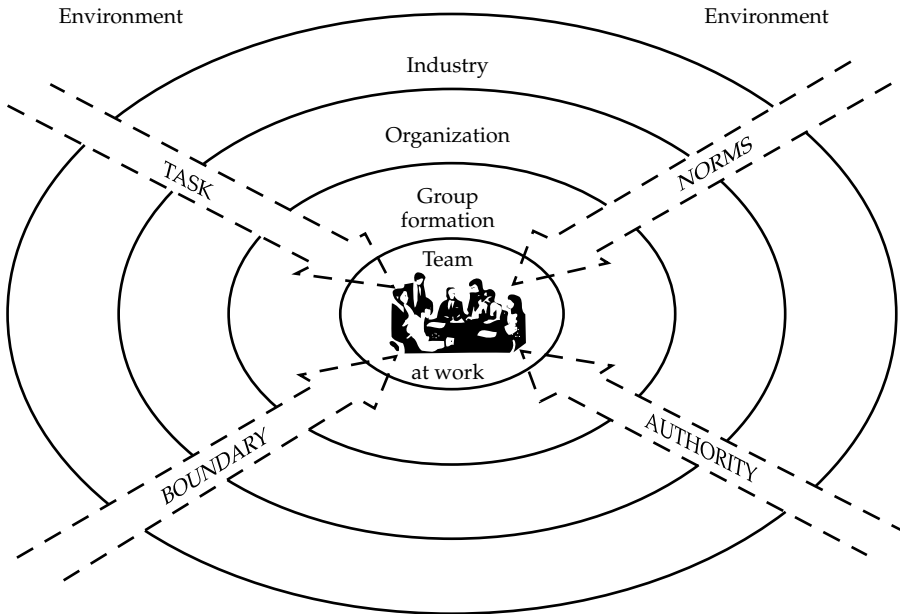 Environment
Environment
Industry
Organization
TASK
NORMS
Group
formation
Team
at work
BOUNDARY
AUTHORITY